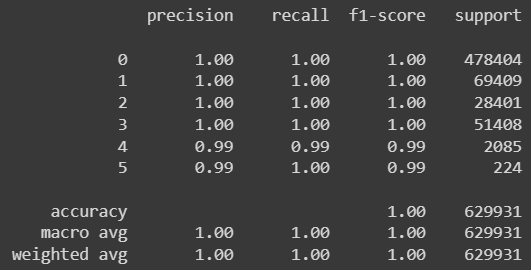 precision recall f1-score support
0 1.00 1.00 1.00 478404
1 1.00 1.00 1.00 69409
2 1.00 1.00 1.00 28401
3 1.00 1.00 1.00 51408
4 0.99 0.99 0.99 2085
5 0.99 1.00 0.99 224
accuracy 1.00 629931
macro avg 1.00 1.00 1.00 629931
weighted avg 1.00 1.00 1.00 629931